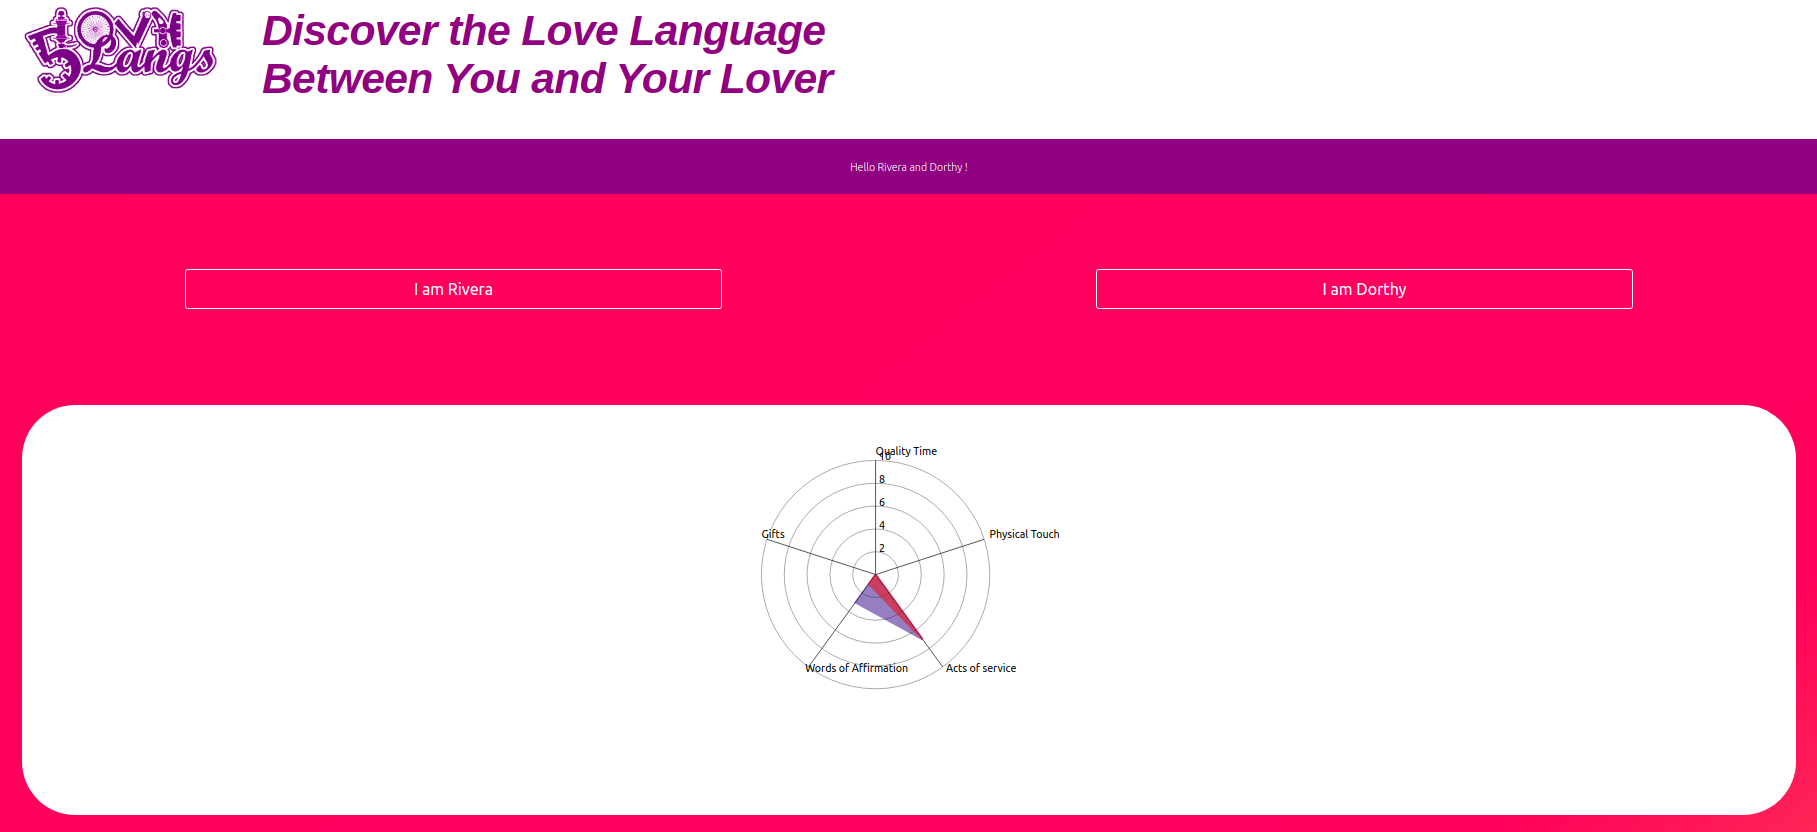 5 Love Langs
Discover the Love Language
Between You and Your Lover
Hello Rivera and Dorthy !
I am Rivera
I am Dorthy
Quality Time
10
8
6
4
2
Gifts
Physical Touch
Words of Affirmation
Acts of service